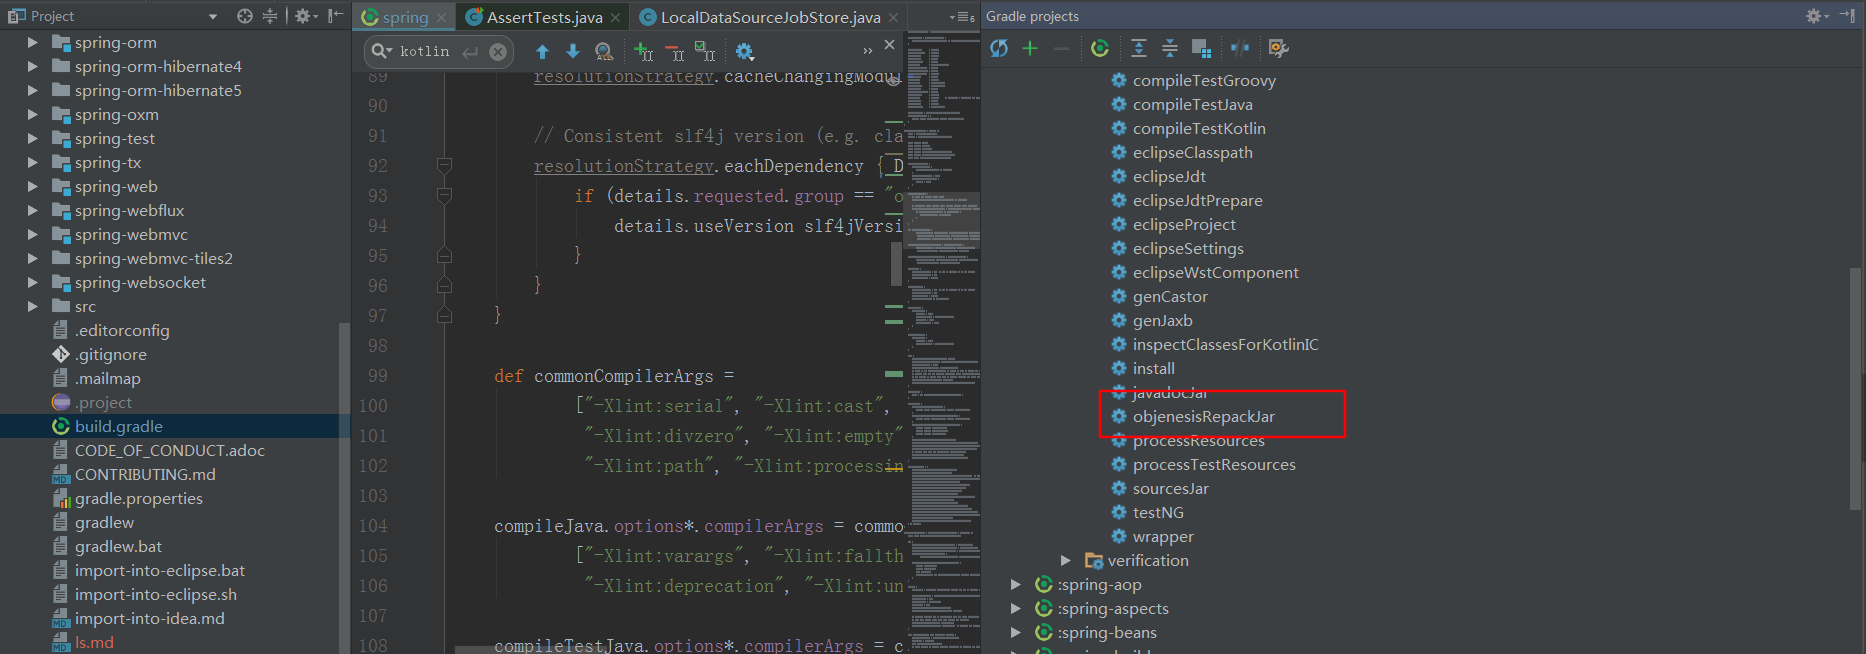 Project
spring-orm
spring-orm-hibernate4
spring-orm-hibernate5
spring-oxm
spring-test
spring-tx
spring-web
spring-webflux
spring-webmvc
spring-webmvc-tiles2
spring-websocket
src
.editorconfig
.gitignore
.mailmap
.project
build.gradle
CODE_OF_CONDUCT.adoc
CONTRIBUTING.md
gradle.properties
gradlew
gradlew.bat
import-into-eclipse.bat
import-into-eclipse.sh
import-into-idea.md
ls.md
spring
AssertTests.java
LocalDataSourceJobStore.java
6
kotlin
89 resolutionStrategy.cacheChangingModul
90
91 // Consistent slf4j version (e.g. cla
92 resolutionStrategy.eachDependency { D
93 if (details.requested.group == "o
94 details.useVersion slf4jVersi
95 }
96 }
97 }
98
99 def commonCompilerArgs =
100 ["-Xlint:serial", "-Xlint:cast",
101 "-Xlint:divzero", "-Xlint:empty"
102 "-Xlint:path", "-Xlint:processin
103
104 compileJava.options*.compilerArgs = commo
105 ["-Xlint:varargs", "-Xlint:fallth
106 "-Xlint:deprecation", "-Xlint:un
107
108 compileTestJava.options*.compilerArgs = c
Gradle projects
compileTestGroovy
compileTestJava
compileTestKotlin
eclipseClasspath
eclipseJdt
eclipseJdtPrepare
eclipseProject
eclipseSettings
eclipseWstComponent
genCastor
genJaxb
inspectClassesForKotlinIC
install
javadocJar
objenesisRepackJar
processResources
processTestResources
sourcesJar
testNG
wrapper
verification
:spring-aop
:spring-aspects
:spring-beans